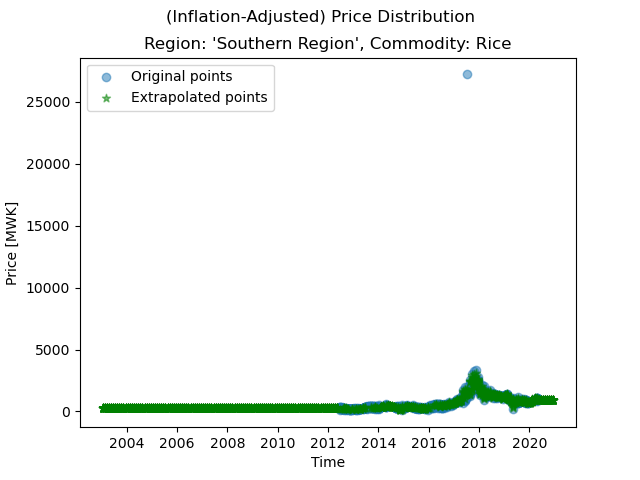 (Inflation-Adjusted) Price Distribution
Region: 'Southern Region', Commodity: Rice
Original points
Extrapolated points
25000
20000
15000
10000
5000
0
Price [MWK]
2004 2006 2008 2010 2012 2014 2016 2018 2020
Time